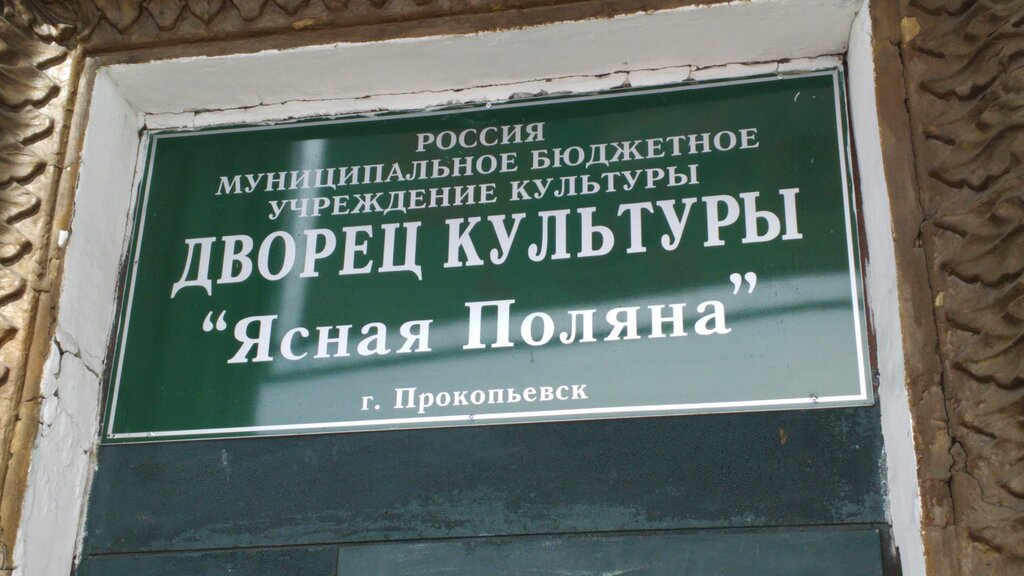 РОССИЯ
МУНИЦИПАЛЬНОЕ БЮДЖЕТНОЕ
УЧРЕЖДЕНИЕ КУЛЬТУРЫ
ДВОРЕЦ КУЛЬТУРЫ
“Ясная Поляна”
г. Прокопьевск